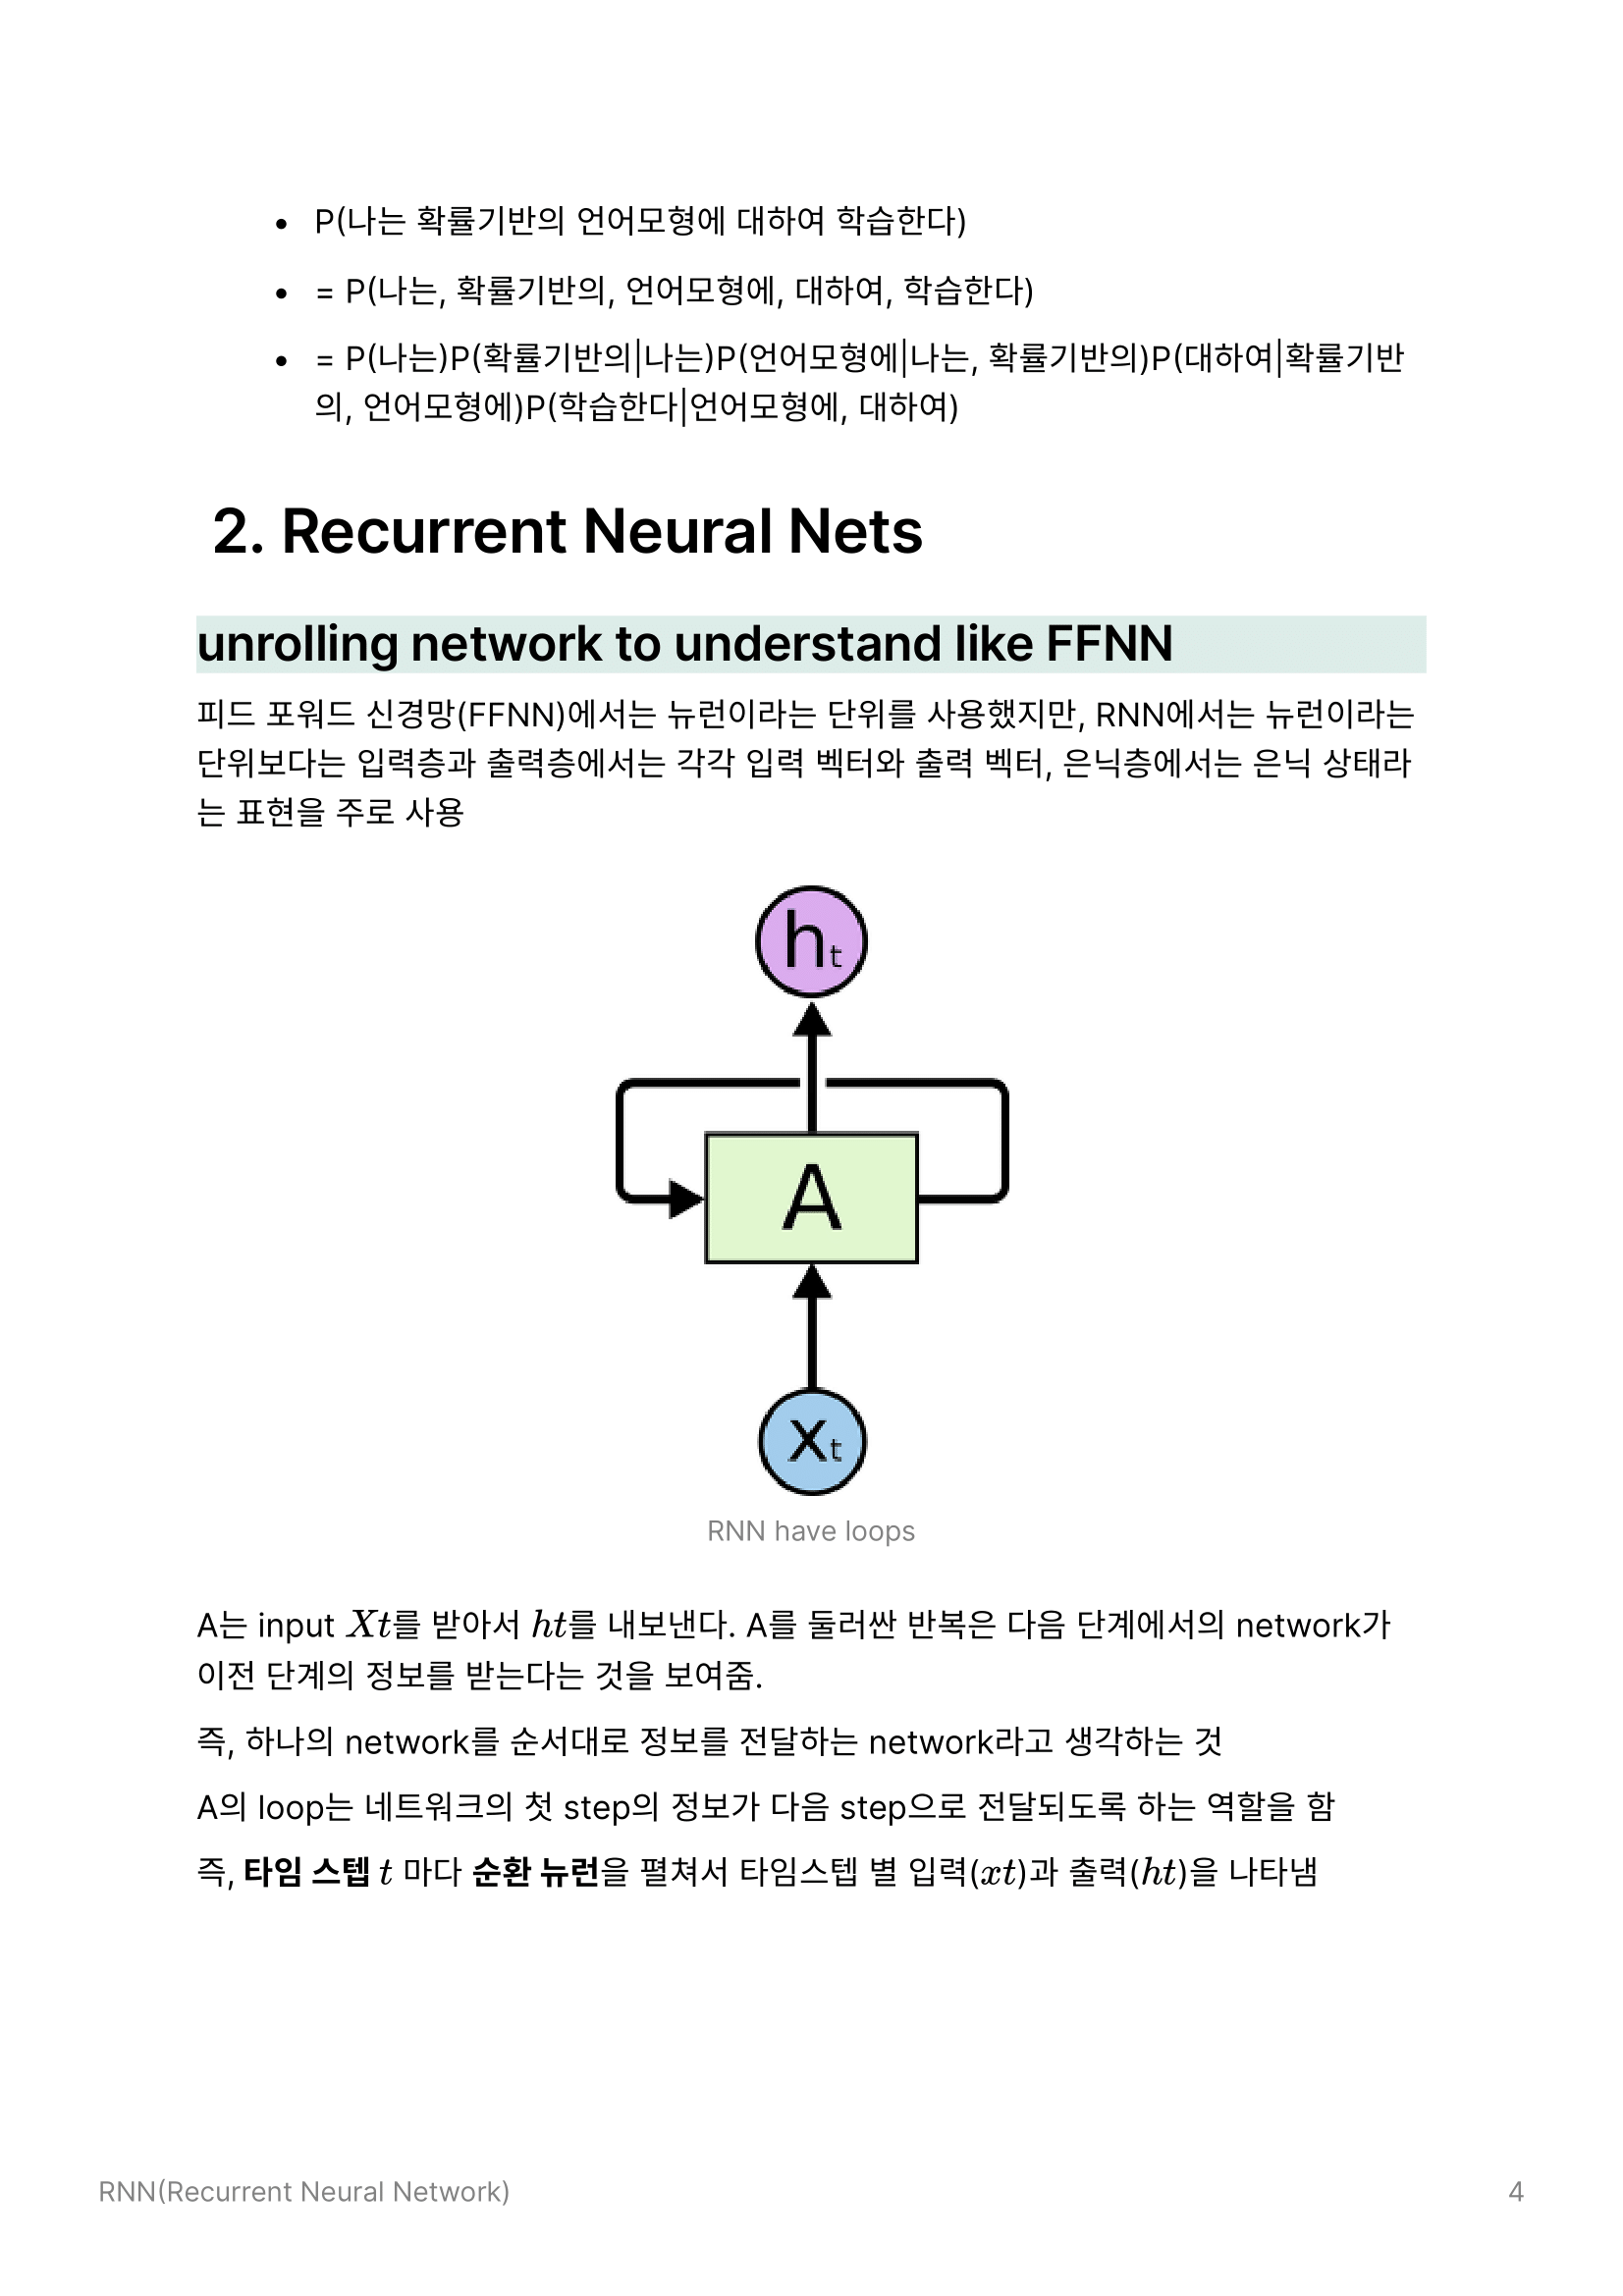 • P(나는 확률기반의 언어모형에 대하여 학습한다)
• = P(나는, 확률기반의, 언어모형에, 대하여, 학습한다)
• = P(나는)P(확률기반의|나는)P(언어모형에|나는, 확률기반의)P(대하여|확률기반
의, 언어모형에)P(학습한다|언어모형에, 대하여)
2. Recurrent Neural Nets
unrolling network to understand like FFNN
피드 포워드 신경망(FFNN)에서는 뉴런이라는 단위를 사용했지만, RNN에서는 뉴런이라는
단위보다는 입력층과 출력층에서는 각각 입력 벡터와 출력 벡터, 은닉층에서는 은닉 상태라
는 표현을 주로 사용
ht
A
xt
RNN have loops
A는 input Xt를 받아서 ht를 내보낸다. A를 둘러싼 반복은 다음 단계에서의 network가
이전 단계의 정보를 받는다는 것을 보여줌.
즉, 하나의 network를 순서대로 정보를 전달하는 network라고 생각하는 것
A의 loop는 네트워크의 첫 step의 정보가 다음 step으로 전달되도록 하는 역할을 함
즉, 타임 스텝 t 마다 순환 뉴런을 펼쳐서 타임스텝 별 입력(xt)과 출력(ht)을 나타냄
RNN(Recurrent Neural Network)
4